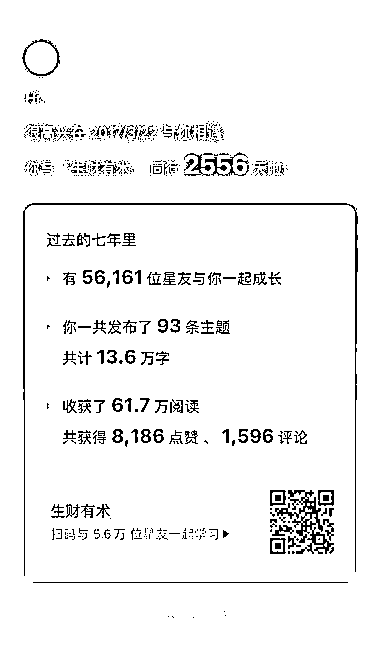 Hi,
很高兴在 2017/3/22 与你相遇
你与「生财有术」同行 2556 天啦
过去的七年里
有 56,161 位星友与你一起成长
你一共发布了 93 条主题
共计 13.6 万字
收获了 61.7 万阅读
共获得 8,186 点赞 、 1,596 评论
生财有术
扫码与 5.6 万 位星友一起学习